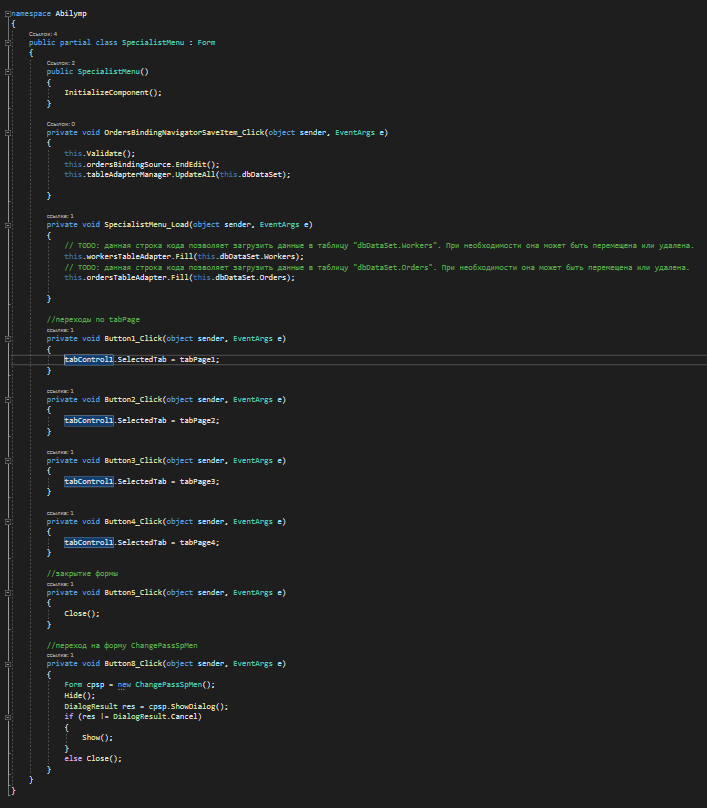 namespace Abilymp
{
Ссылок: 4
public partial class SpecialistMenu : Form
{
Ссылок: 2
public SpecialistMenu()
{
InitializeComponent();
}
Ссылок: 0
private void OrdersBindingNavigatorSaveItem_Click(object sender, EventArgs e)
{
this.Validate();
this.ordersBindingSource.EndEdit();
this.tableAdapterManager.UpdateAll(this.dbDataSet);
}
ссылка: 1
private void SpecialistMenu_Load(object sender, EventArgs e)
{
// TODO: данная строка кода позволяет загрузить данные в таблицу "dbDataSet.Workers". При необходимости она может быть перемещена или удалена.
this.workersTableAdapter.Fill(this.dbDataSet.Workers);
// TODO: данная строка кода позволяет загрузить данные в таблицу "dbDataSet.Orders". При необходимости она может быть перемещена или удалена.
this.ordersTableAdapter.Fill(this.dbDataSet.Orders);
}
//переходы по tabPage
ссылка: 1
private void Button1_Click(object sender, EventArgs e)
{
tabControl1.SelectedTab = tabPage1;
}
ссылка: 1
private void Button2_Click(object sender, EventArgs e)
{
tabControl1.SelectedTab = tabPage2;
}
ссылка: 1
private void Button3_Click(object sender, EventArgs e)
{
tabControl1.SelectedTab = tabPage3;
}
ссылка: 1
private void Button4_Click(object sender, EventArgs e)
{
tabControl1.SelectedTab = tabPage4;
}
//закрытие формы
ссылка: 1
private void Button5_Click(object sender, EventArgs e)
{
Close();
}
//переход на форму ChangePassSpMen
ссылка: 1
private void Button8_Click(object sender, EventArgs e)
{
Form cpsp = new ChangePassSpMen();
Hide();
DialogResult res = cpsp.ShowDialog();
if (res != DialogResult.Cancel)
{
Show();
}
else Close();
}
}
}